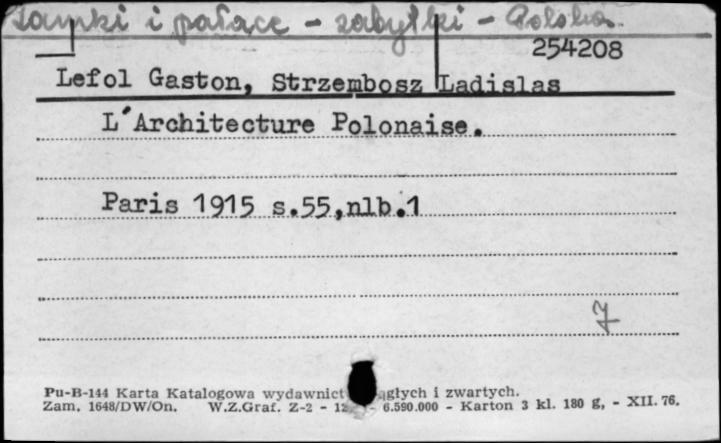 Zamki i pałace - zabytki - Polska
254208
Lefol Gaston, Strzembosz Ladislas
L´Architecture Polonaise.
Paris 1915 s.55,nlb.1
7
Pu-B-144 Karta Katalogowa wydawnict głych i zwartych.
Zam. 1648/DW/On. W.Z.Graf. Z-2 - 6.590.000 - Karton 3 kl. 180 g, - XII. 76.